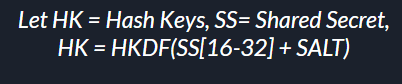 Let HK = Hash Keys, SS= Shared Secret,
HK = HKDF(SS[16-32] + SALT)